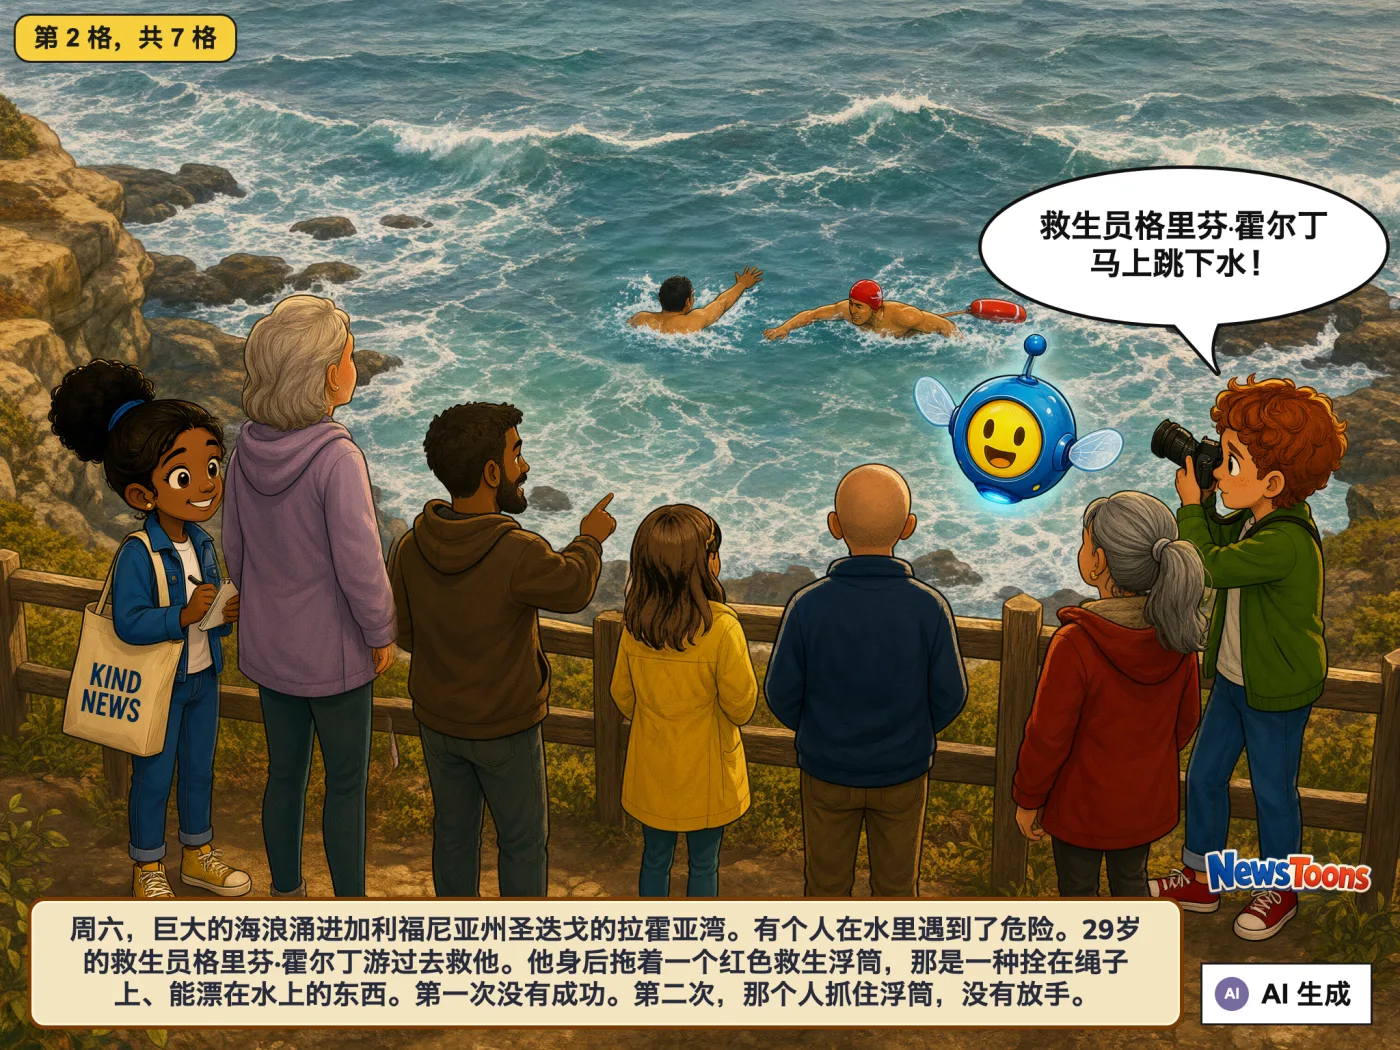 第 2 格，共 7 格
救生员格里芬·霍尔丁
马上跳下水！
KIND
NEWS
NEWSTOONS
周六，巨大的海浪涌进加利福尼亚州圣迭戈的拉霍亚湾。有个人在水里遇到了危险。29岁
的救生员格里芬·霍尔丁游过去救他。他身后拖着一个红色救生浮筒，那是一种拴在绳子
上、能漂在水上的东西。第一次没有成功。第二次，那个人抓住浮筒，没有放手。
AI AI 生成